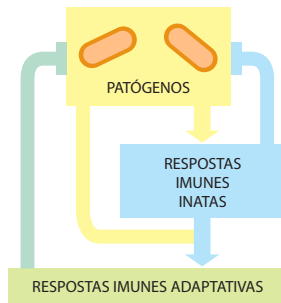 PATÓGENOS
RESPOSTAS
IMUNES
INATAS
RESPOSTAS IMUNES ADAPTATIVAS